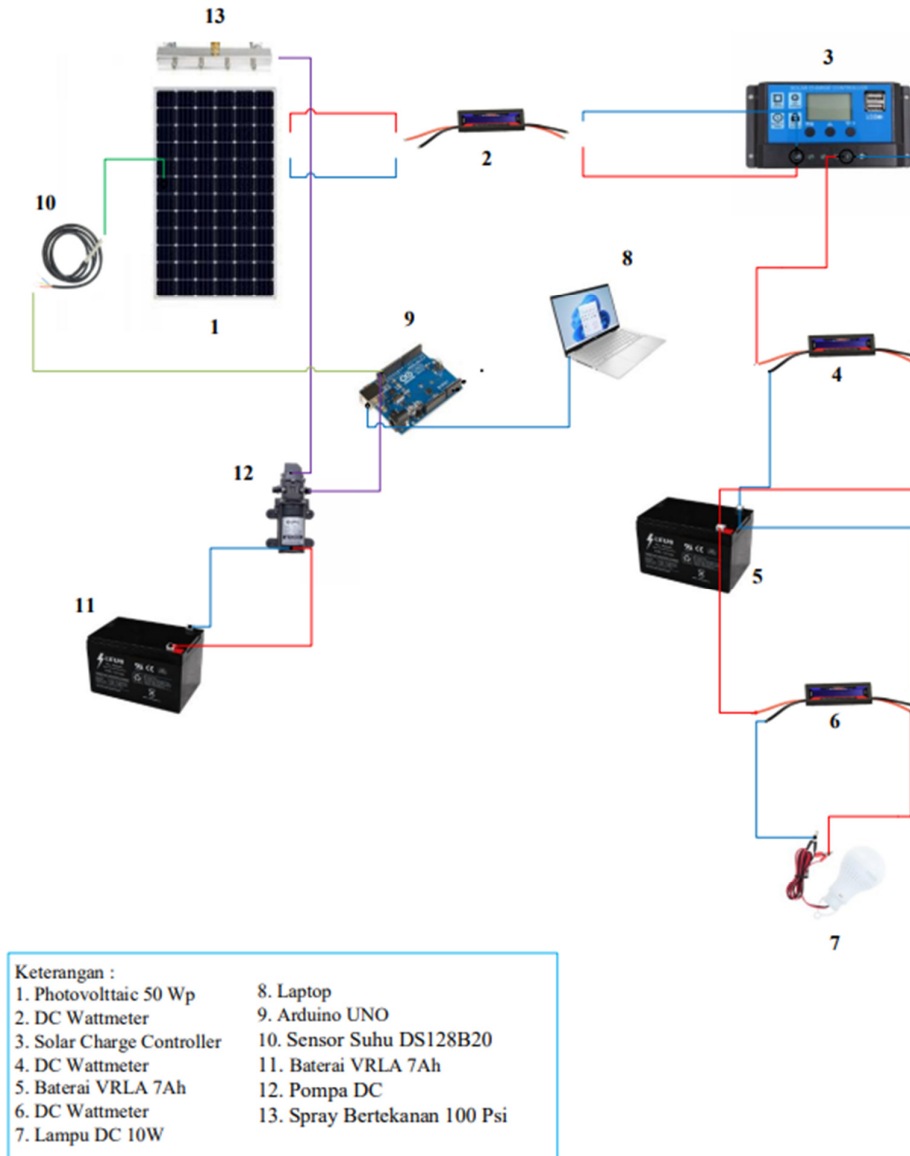 13
3
SOLAR CHARGE CONTROLLER
2
10
8
1
9
4
12
5
11
6
7
Keterangan :
1. Photovolttaic 50 Wp
2. DC Wattmeter
3. Solar Charge Controller
4. DC Wattmeter
5. Baterai VRLA 7Ah
6. DC Wattmeter
7. Lampu DC 10W
8. Laptop
9. Arduino UNO
10. Sensor Suhu DS128B20
11. Baterai VRLA 7Ah
12. Pompa DC
13. Spray Bertekanan 100 Psi